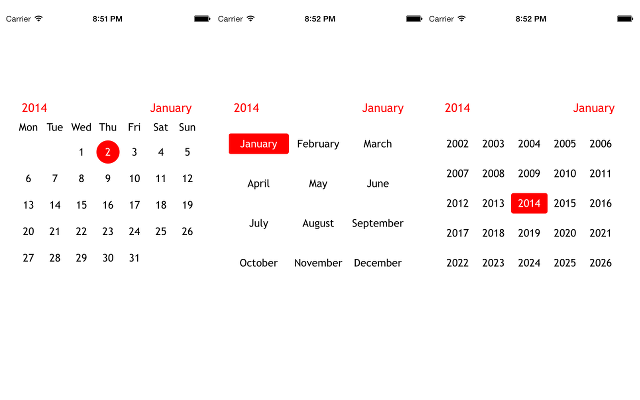 Carrier 8:51 PM
2014 January
Mon Tue Wed Thu Fri Sat Sun
1 2 3 4 5
6 7 8 9 10 11 12
13 14 15 16 17 18 19
20 21 22 23 24 25 26
27 28 29 30 31
Carrier 8:52 PM
2014 January
January February March
April May June
July August September
October November December
Carrier 8:52 PM
2014 January
2002 2003 2004 2005 2006
2007 2008 2009 2010 2011
2012 2013 2014 2015 2016
2017 2018 2019 2020 2021
2022 2023 2024 2025 2026